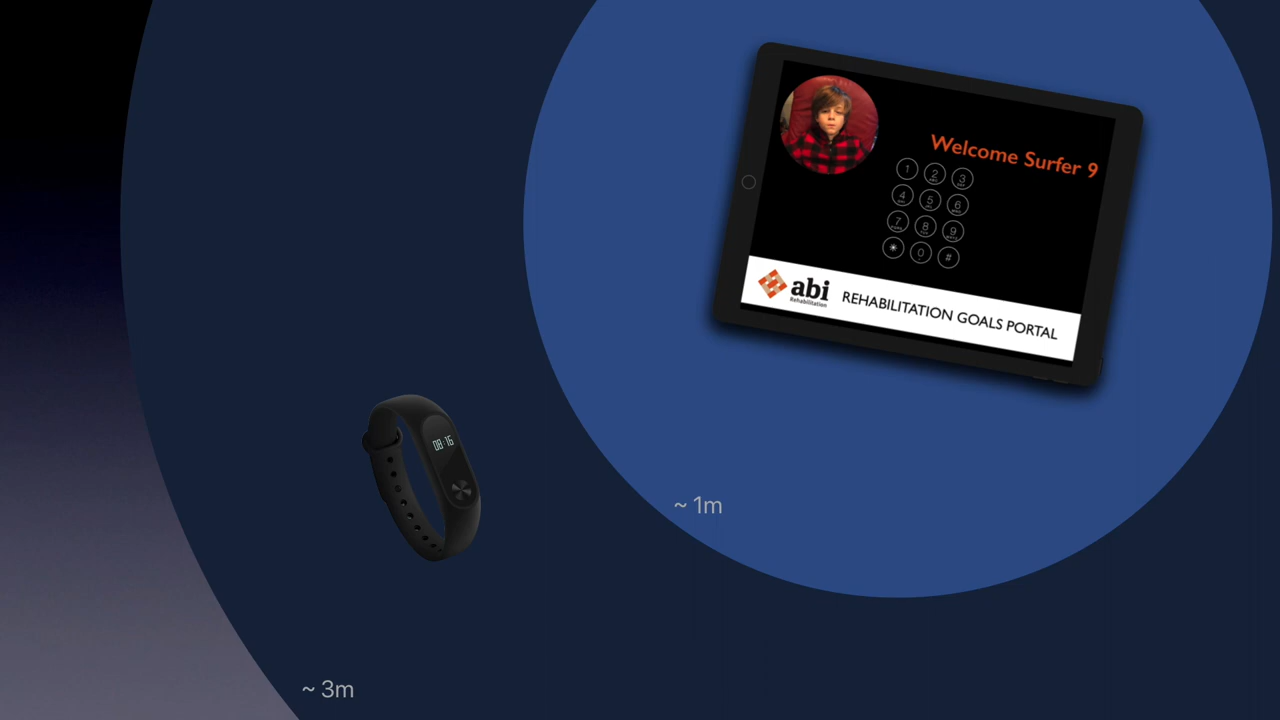 Welcome Surfer 9
1 2 3
4 5 6
7 8 9
* 0 #
abi
Rehabilitation
REHABILITATION GOALS PORTAL
08:16
~ 1m
~ 3m